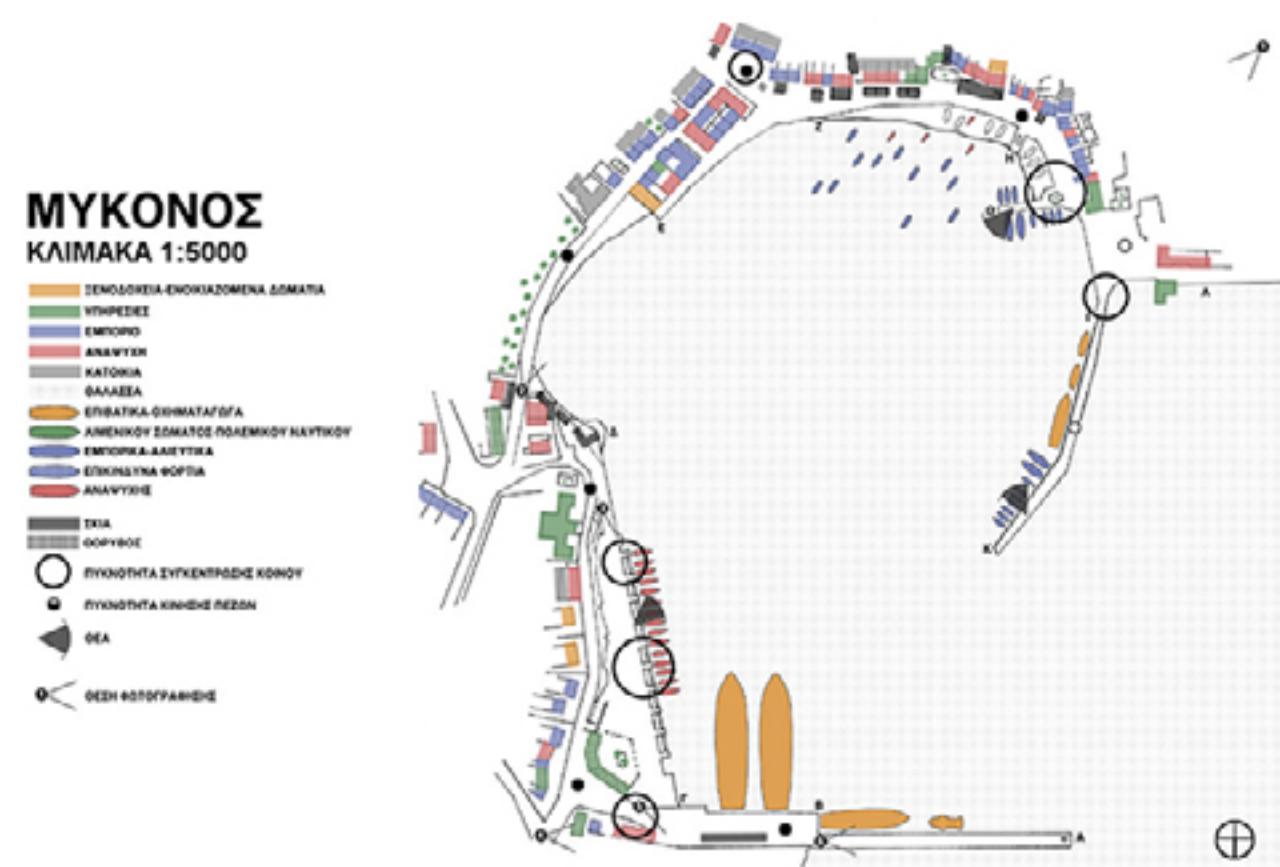 ΜΥΚΟΝΟΣ
ΚΛΙΜΑΚΑ 1:5000
ΞΕΝΟΔΟΧΕΙΑ-ΕΝΟΙΚΙΑΖΟΜΕΝΑ ΔΩΜΑΤΙΑ
ΥΠΗΡΕΣΙΕΣ
ΕΜΠΟΡΙΟ
ΑΝΑΨΥΧΗ
ΚΑΤΟΙΚΙΑ
ΘΑΛΑΣΣΑ
ΕΠΙΒΑΤΙΚΑ-ΟΧΗΜΑΤΑΓΩΓΑ
ΛΙΜΕΝΙΚΟΥ ΣΩΜΑΤΟΣ-ΠΟΛΕΜΙΚΟΥ ΝΑΥΤΙΚΟΥ
ΕΜΠΟΡΙΚΑ-ΑΛΙΕΥΤΙΚΑ
ΕΠΙΚΙΝΔΥΝΑ ΦΟΡΤΙΑ
ΑΝΑΨΥΧΗΣ
ΣΚΙΑ
ΘΟΡΥΒΟΣ
ΠΥΚΝΟΤΗΤΑ ΣΥΓΚΕΝΤΡΩΣΗΣ ΚΟΙΝΟΥ
ΠΥΚΝΟΤΗΤΑ ΚΙΝΗΣΗΣ ΠΕΖΩΝ
ΘΕΑ
ΘΕΣΗ ΦΩΤΟΓΡΑΦΗΣΗΣ
Ζ
Η
Θ
Ε
Λ
Ι
Δ
Κ
Γ
Β
Α